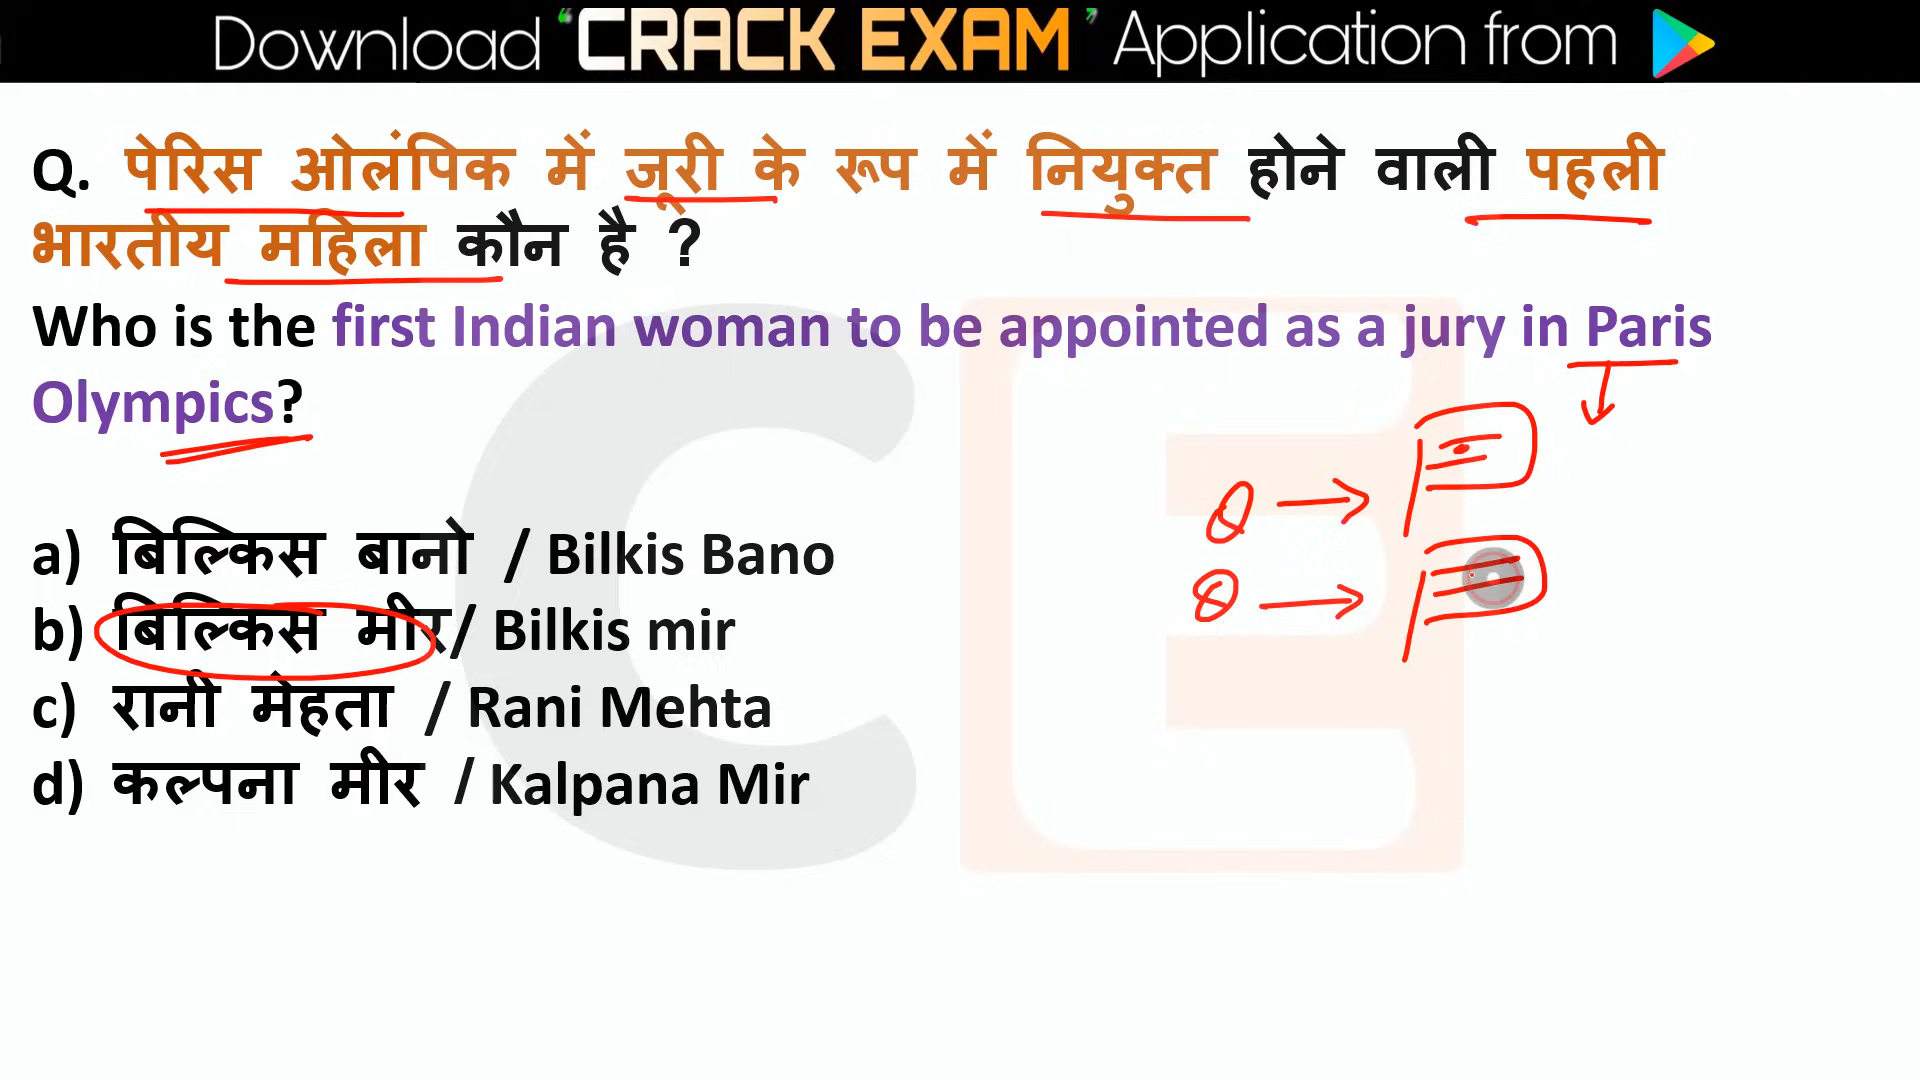 Download ‘CRACK EXAM’ Application from
Q. पेरिस ओलंपिक में जूरी के रूप में नियुक्त होने वाली पहली
भारतीय महिला कौन है ?
Who is the first Indian woman to be appointed as a jury in Paris
Olympics?
a) बिल्किस बानो / Bilkis Bano
b) बिल्किस मीर/ Bilkis mir
c) रानी मेहता / Rani Mehta
d) कल्पना मीर / Kalpana Mir
CE